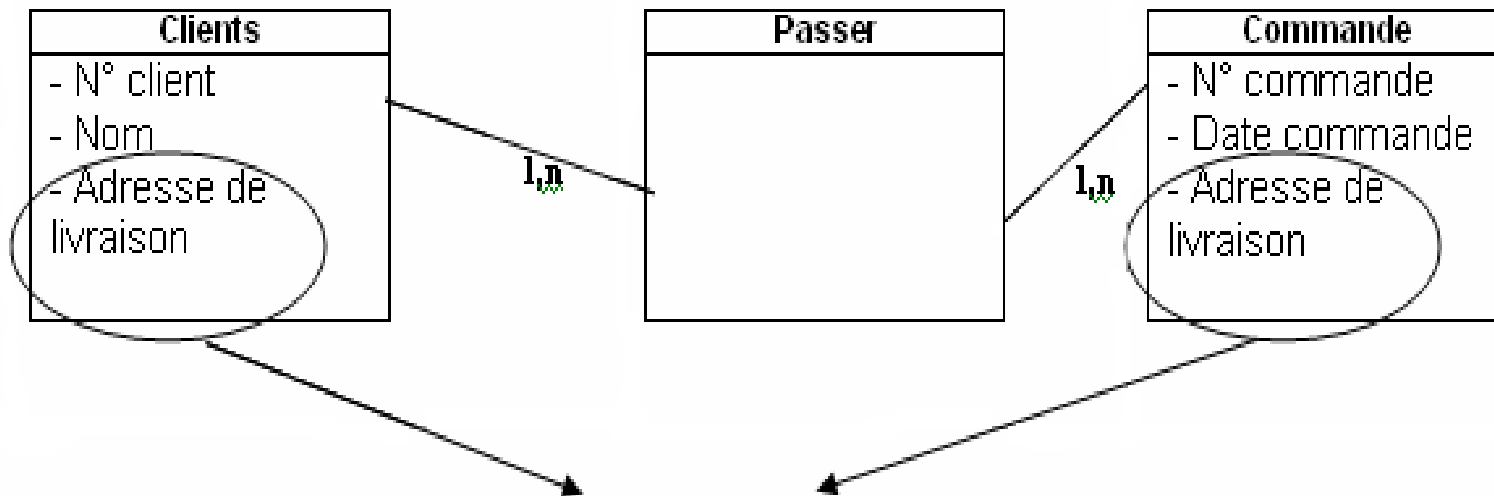 Clients
- N° client
- Nom
- Adresse de
livraison
1,n
Passer
1,n
Commande
- N° commande
- Date commande
- Adresse de
livraison